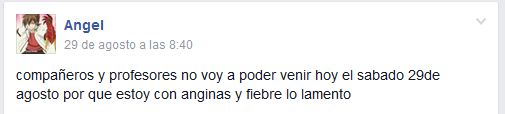 Angel
29 de agosto a las 8:40
compañeros y profesores no voy a poder venir hoy el sabado 29de
agosto por que estoy con anginas y fiebre lo lamento